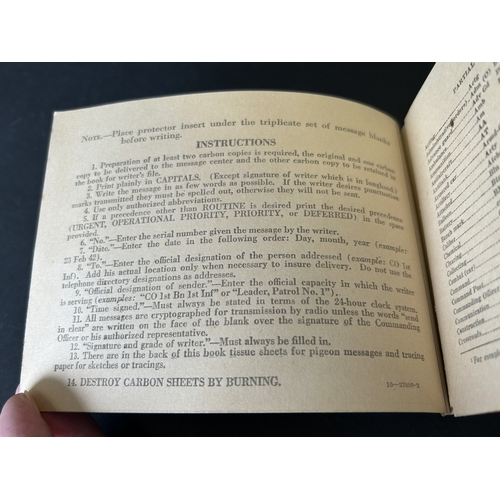 NOTE.—Place protector insert under the triplicate set of message blanks
before writing.
INSTRUCTIONS
1. Preparation of at least two carbon copies is required, the original and one carbon
copy to be delivered to the message center and the other carbon copy to be retained in
the book for writer's file.
2. Print plainly in CAPITALS. (Except signature of writer which is in longhand.)
3. Write the message in as few words as possible. If the writer desires punctuation
marks transmitted they must be spelled out, otherwise they will not be sent.
4. Use only authorized abbreviations.
5. If a precedence other than ROUTINE is desired print the desired precedence
(URGENT, OPERATIONAL PRIORITY, PRIORITY, or DEFERRED) in the space
provided.
6. "No."—Enter the serial number given the message by the writer.
7. "Date."—Enter the date in the following order: Day, month, year (example:
23 Feb 42).
8. "To."—Enter the official designation of the person addressed (example: CO 1st
Inf). Add his actual location only when necessary to insure delivery. Do not use the
telephone directory designations as address.
9. "Official designation of sender."—Enter the official capacity in which the writer
is serving (examples: "CO 1st Bn 1st Inf" or "Leader, Patrol No. 1").
10. "Time signed."—Must always be stated in terms of the 24-hour clock system.
11. All messages are cryptographed for transmission by radio unless the words "send
in clear" are written on the face of the blank over the signature of the Commanding
Officer or his authorized representative.
12. "Signature and grade of writer."—Must always be filled in.
13. There are in the back of this book tissue sheets for pigeon messages and tracing
paper for sketches or tracings.
14. DESTROY CARBON SHEETS BY BURNING.
PARTIAL
Adm (O)
Am
Amb
Collecting
Column
Command
Command Post
Commanding Officer
Communication
Construction
Crossroads